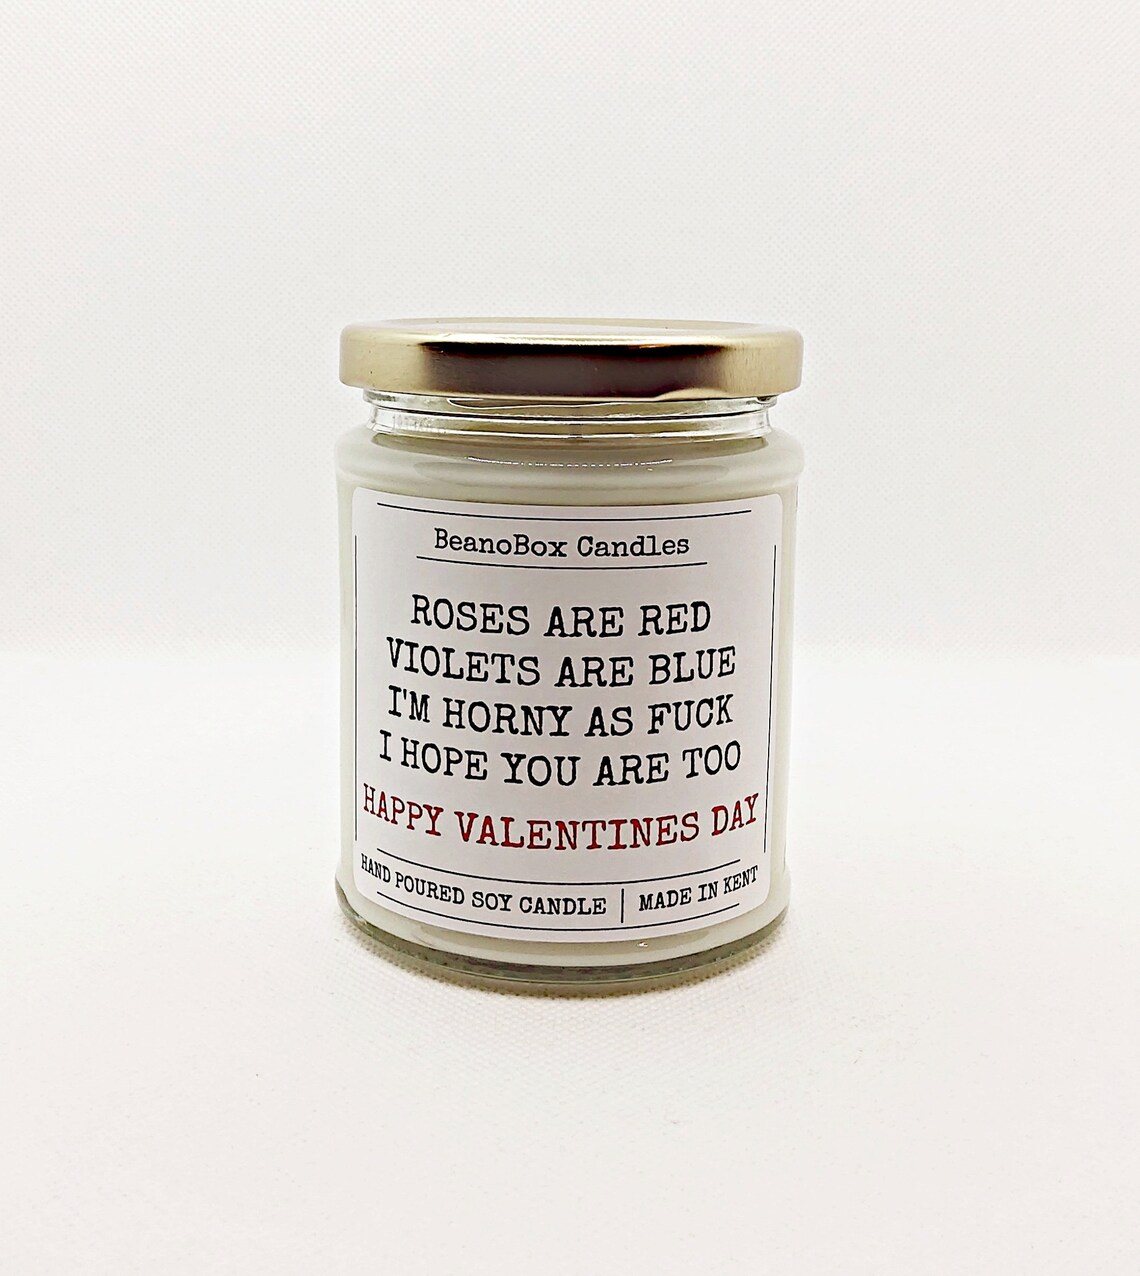 BeanoBox Candles
ROSES ARE RED
VIOLETS ARE BLUE
I'M HORNY AS FUCK
I HOPE YOU ARE TOO
HAPPY VALENTINES DAY
HAND POURED SOY CANDLE | MADE IN KENT